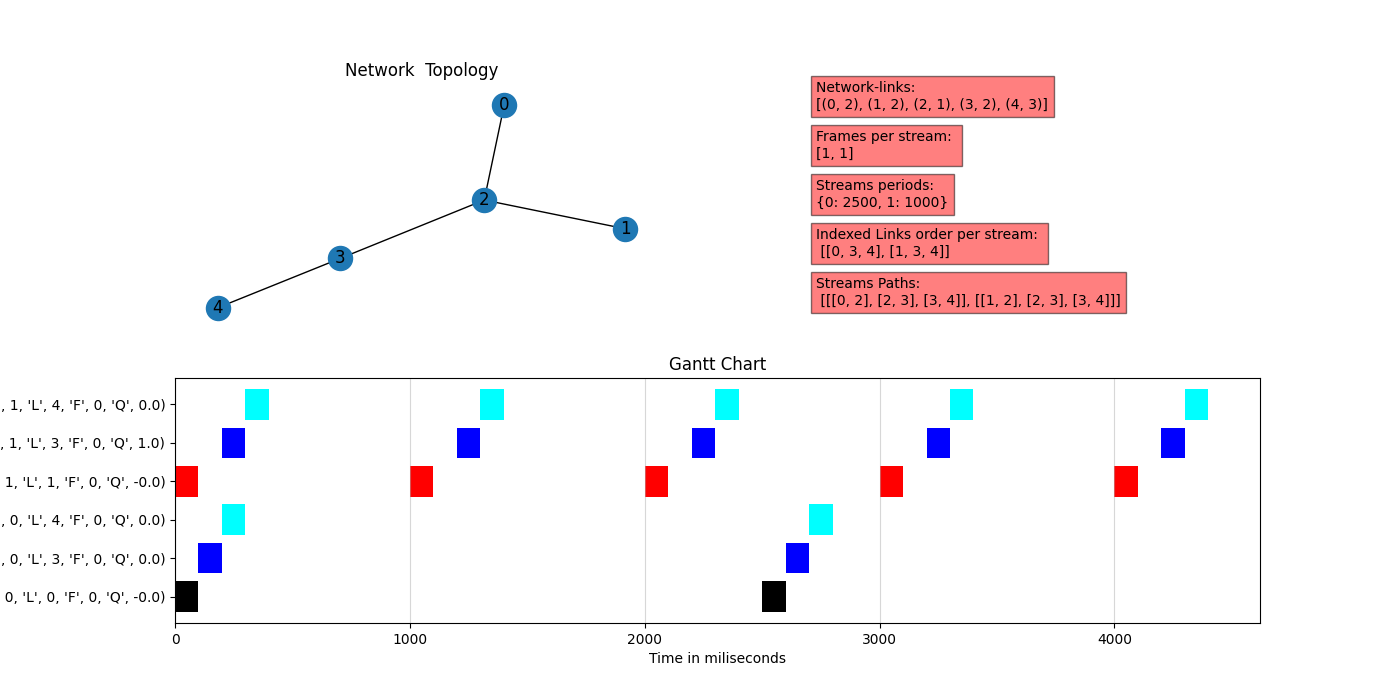 Network  Topology
0
2
1
3
4
Network-links:
[(0, 2), (1, 2), (2, 1), (3, 2), (4, 3)]
Frames per stream:
[1, 1]
Streams periods:
{0: 2500, 1: 1000}
Indexed Links order per stream:
[[0, 3, 4], [1, 3, 4]]
Streams Paths:
[[[0, 2], [2, 3], [3, 4]], [[1, 2], [2, 3], [3, 4]]]
Gantt Chart
, 1, 'L', 4, 'F', 0, 'Q', 0.0)
, 1, 'L', 3, 'F', 0, 'Q', 1.0)
1, 'L', 1, 'F', 0, 'Q', -0.0)
, 0, 'L', 4, 'F', 0, 'Q', 0.0)
, 0, 'L', 3, 'F', 0, 'Q', 0.0)
0, 'L', 0, 'F', 0, 'Q', -0.0)
0 1000 2000 3000 4000
Time in miliseconds